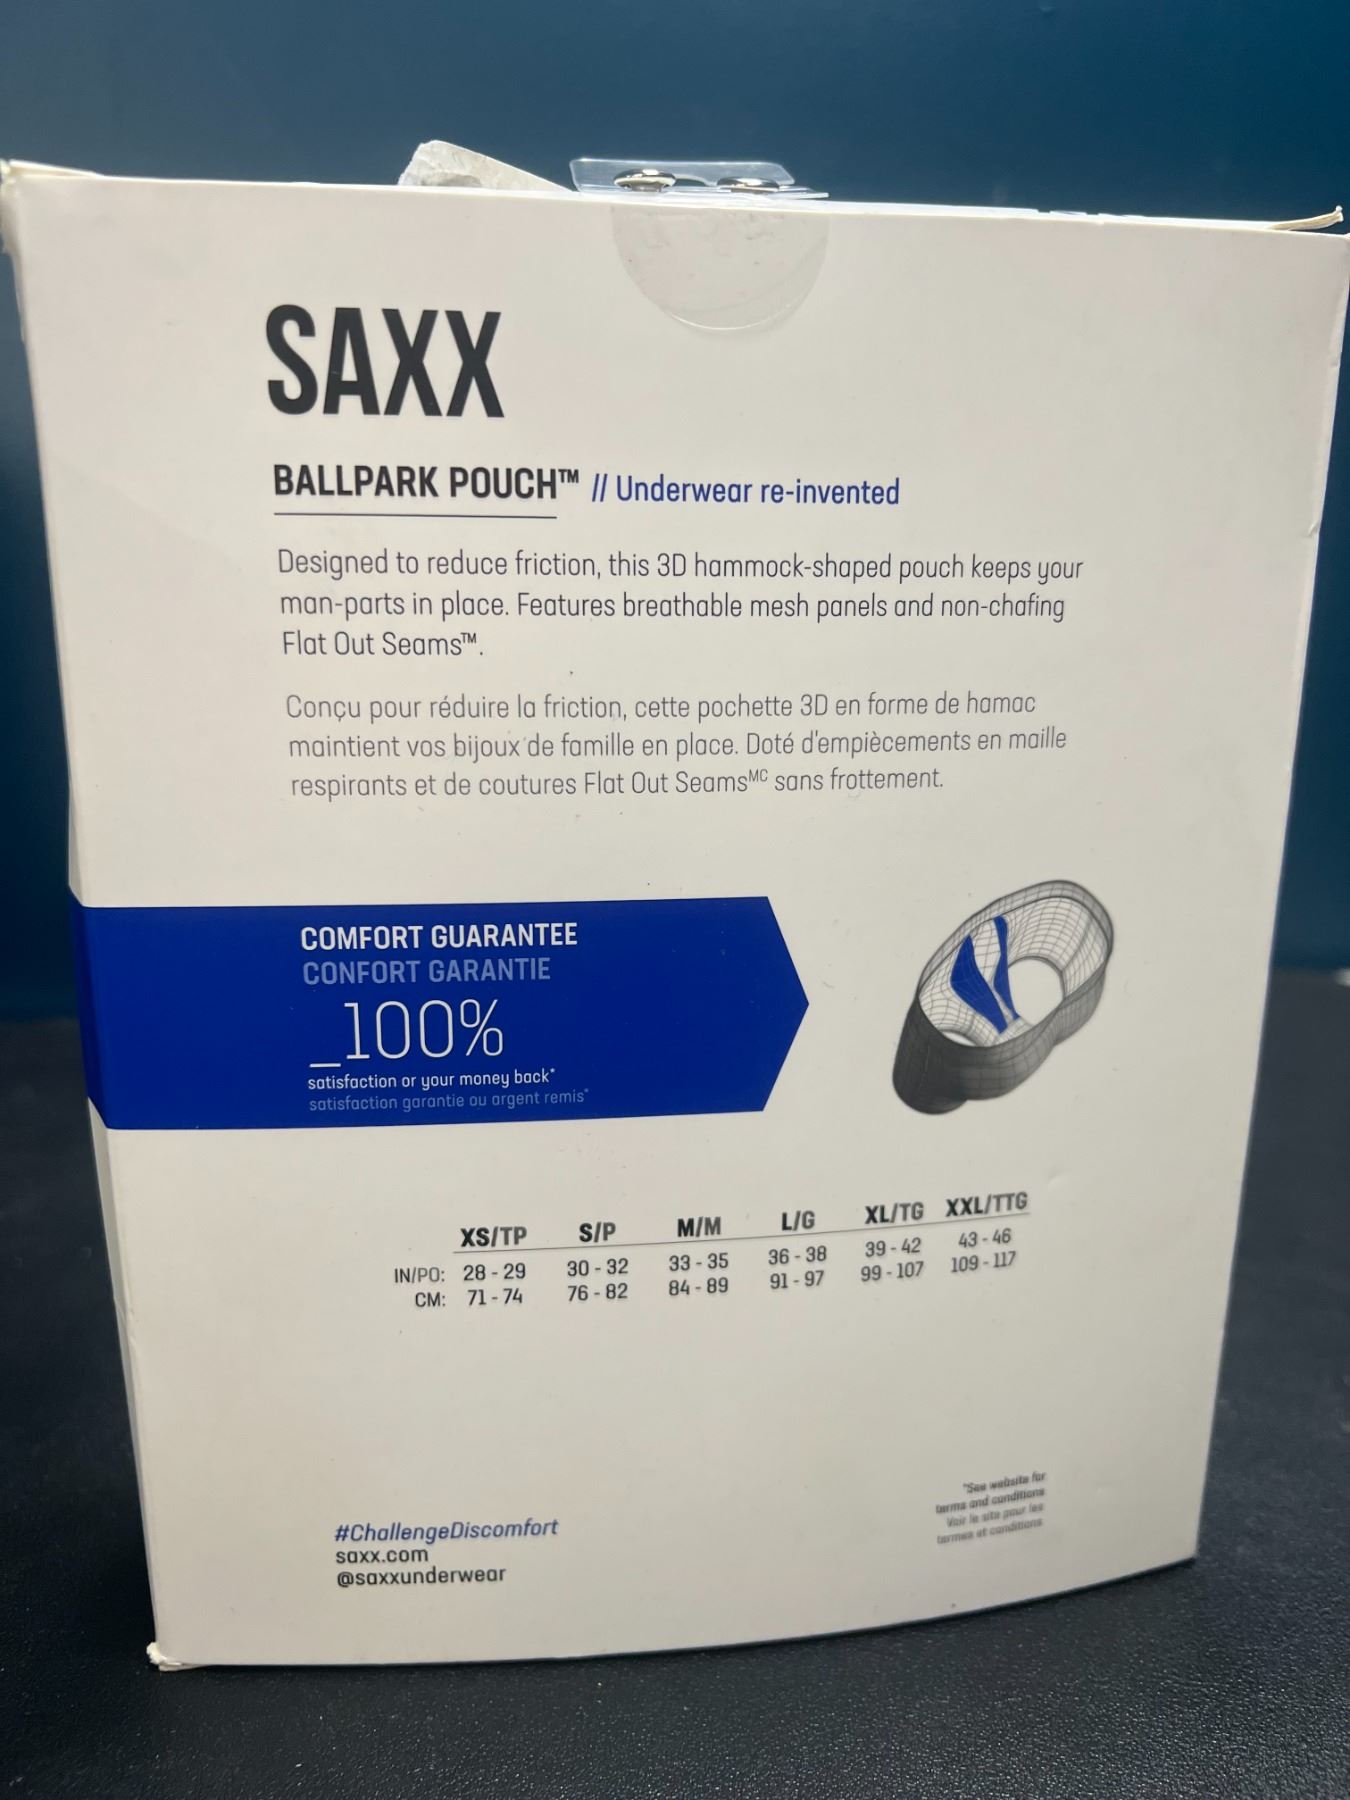 SAXX
BALLPARK POUCH™ // Underwear re-invented
Designed to reduce friction, this 3D hammock-shaped pouch keeps your
man-parts in place. Features breathable mesh panels and non-chafing
Flat Out Seams™.
Conçu pour réduire la friction, cette pochette 3D en forme de hamac
maintient vos bijoux de famille en place. Doté d'empiècements en maille
respirants et de coutures Flat Out Seamsᴹᶜ sans frottement.
COMFORT GUARANTEE
CONFORT GARANTIE
_100%
satisfaction or your money back*
satisfaction garantie ou argent remis*
XS/TP S/P M/M L/G XL/TG XXL/TTG
IN/PO: 28 - 29 30 - 32 33 - 35 36 - 38 39 - 42 43 - 46
CM: 71 - 74 76 - 82 84 - 89 91 - 97 99 - 107 109 - 117
#ChallengeDiscomfort
saxx.com
@saxxunderwear
*See website for
terms and conditions
Voir le site pour les
termes et conditions